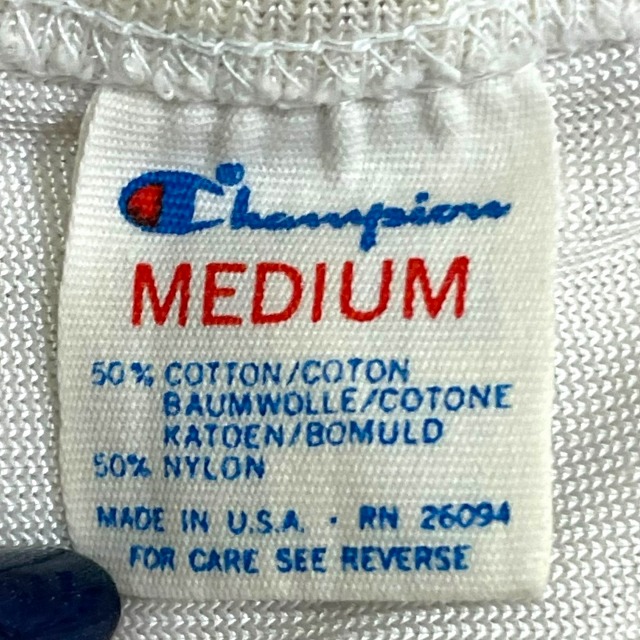 Champion
MEDIUM
50% COTTON/COTON
BAUMWOLLE/COTONE
KATOEN/BOMULD
50% NYLON
MADE IN U.S.A. · RN 26094
FOR CARE SEE REVERSE